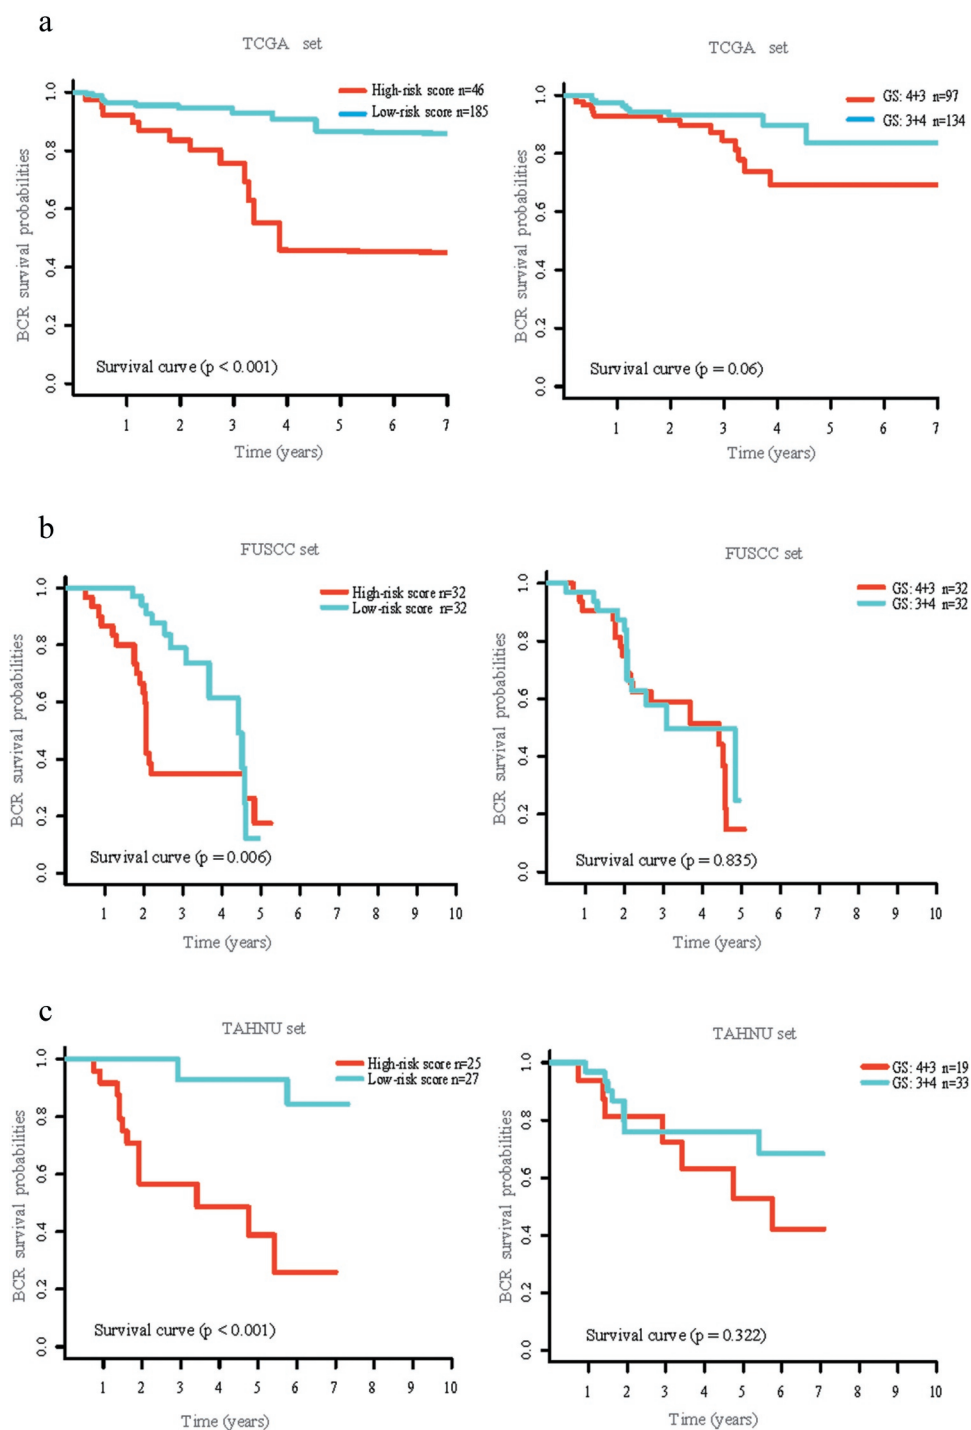 a
TCGA set
High-risk score n=46
Low-risk score n=185
1.0
0.8
0.6
0.4
0.2
0.0
BCR survival probabilities
Survival curve (p < 0.001)
1 2 3 4 5 6 7
Time (years)
TCGA set
GS: 4+3 n=97
GS: 3+4 n=134
1.0
0.8
0.6
0.4
0.2
0.0
BCR survival probabilities
Survival curve (p = 0.06)
1 2 3 4 5 6 7
Time (years)
b
FUSCC set
High-risk score n=32
Low-risk score n=32
1.0
0.8
0.6
0.4
0.2
0.0
BCR survival probabilities
Survival curve (p = 0.006)
1 2 3 4 5 6 7 8 9 10
Time (years)
FUSCC set
GS: 4+3 n=32
GS: 3+4 n=32
1.0
0.8
0.6
0.4
0.2
0.0
BCR survival probabilities
Survival curve (p = 0.835)
1 2 3 4 5 6 7 8 9 10
Time (years)
c
TAHNU set
High-risk score n=25
Low-risk score n=27
1.0
0.8
0.6
0.4
0.2
0.0
BCR survival probabilities
Survival curve (p < 0.001)
1 2 3 4 5 6 7 8 9 10
Time (years)
TAHNU set
GS: 4+3 n=19
GS: 3+4 n=33
1.0
0.8
0.6
0.4
0.2
0.0
BCR survival probabilities
Survival curve (p = 0.322)
1 2 3 4 5 6 7 8 9 10
Time (years)